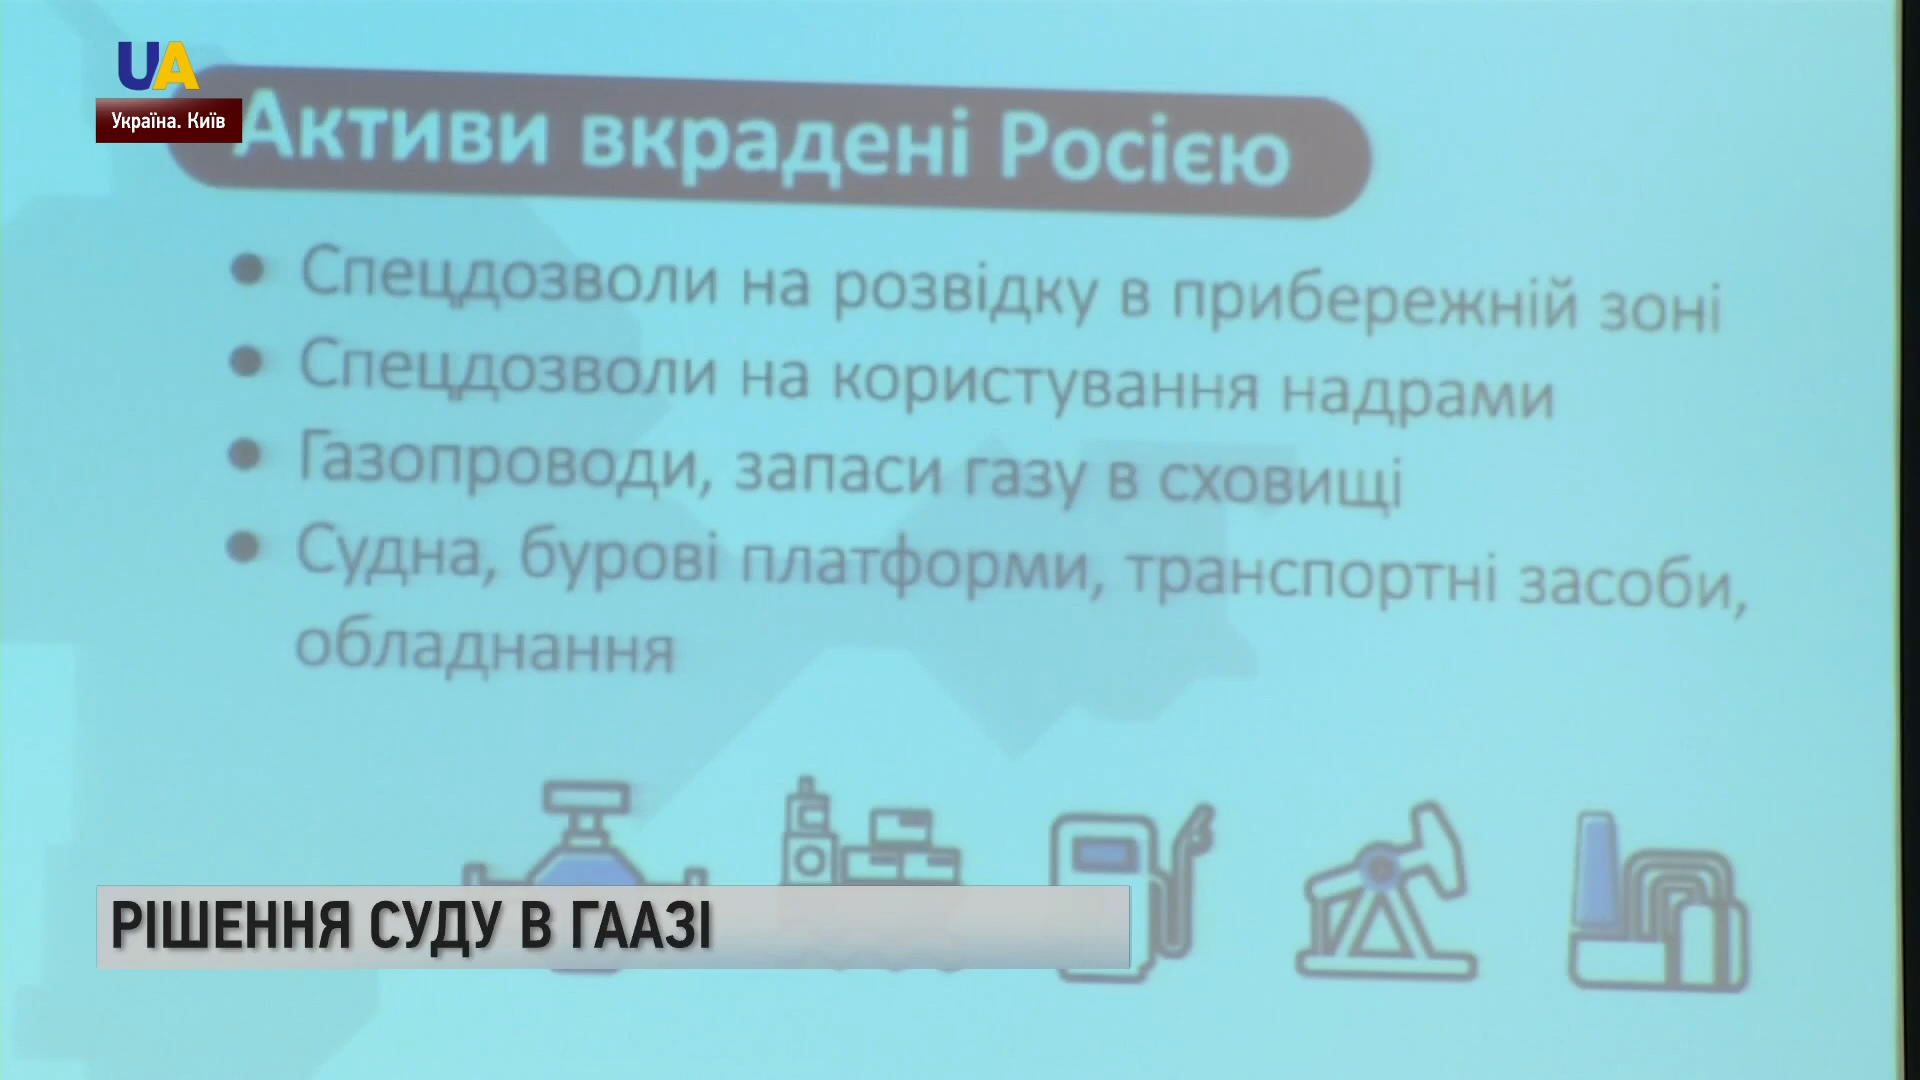 UA
Україна. Київ
Активи вкрадені Росією
● Спецдозволи на розвідку в прибережній зоні
● Спецдозволи на користування надрами
● Газопроводи, запаси газу в сховищі
● Судна, бурові платформи, транспортні засоби,
обладнання
РІШЕННЯ СУДУ В ГААЗІ